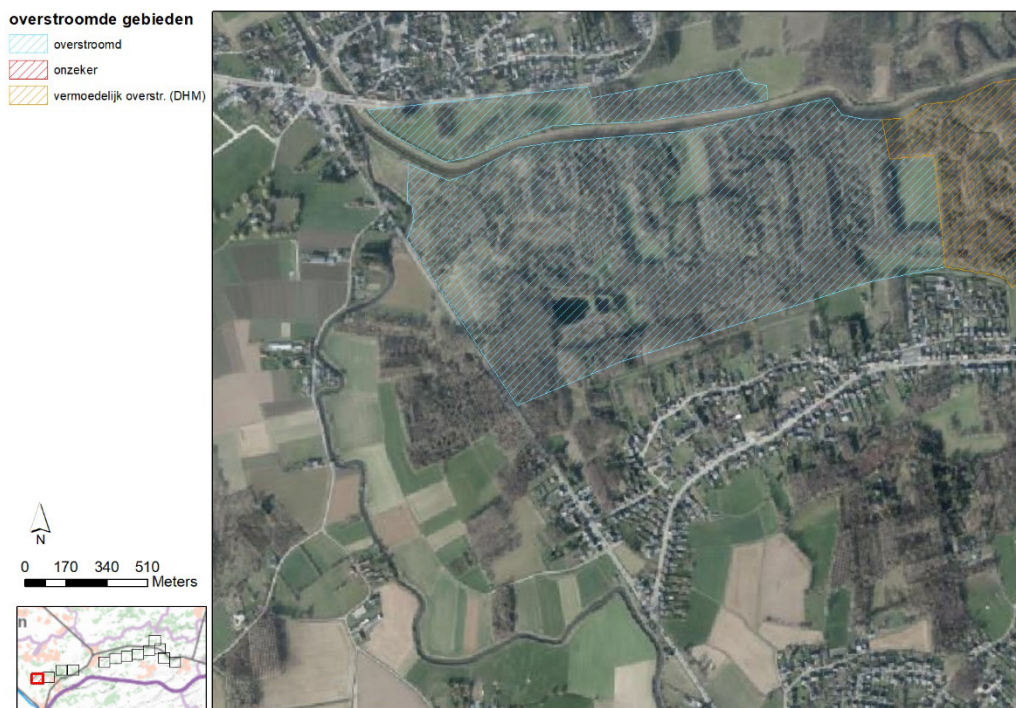 overstroomde gebieden
overstroomd
onzeker
vermoedelijk overstr. (DHM)
N
0 170 340 510
Meters
n